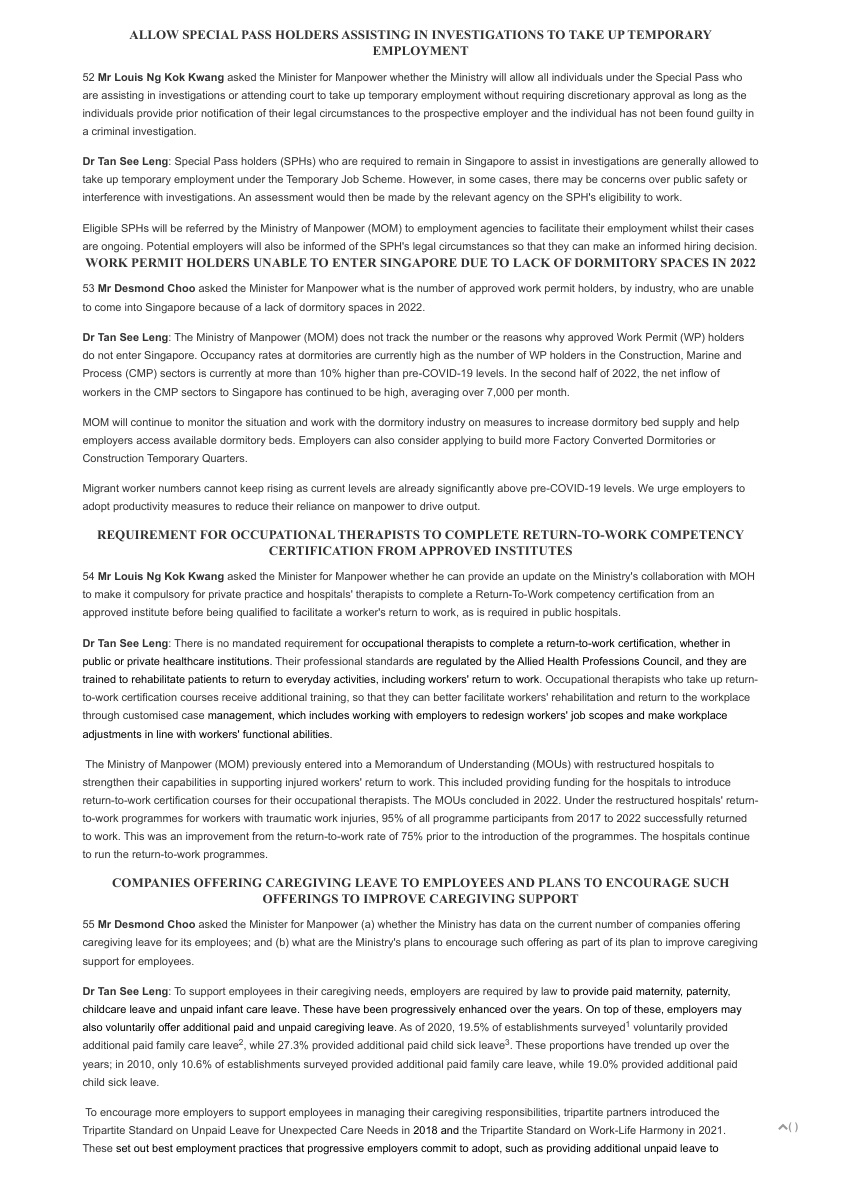 ALLOW SPECIAL PASS HOLDERS ASSISTING IN INVESTIGATIONS TO TAKE UP TEMPORARY
EMPLOYMENT
52 Mr Louis Ng Kok Kwang asked the Minister for Manpower whether the Ministry will allow all individuals under the Special Pass who
are assisting in investigations or attending court to take up temporary employment without requiring discretionary approval as long as the
individuals provide prior notification of their legal circumstances to the prospective employer and the individual has not been found guilty in
a criminal investigation.
Dr Tan See Leng: Special Pass holders (SPHs) who are required to remain in Singapore to assist in investigations are generally allowed to
take up temporary employment under the Temporary Job Scheme. However, in some cases, there may be concerns over public safety or
interference with investigations. An assessment would then be made by the relevant agency on the SPH's eligibility to work.
Eligible SPHs will be referred by the Ministry of Manpower (MOM) to employment agencies to facilitate their employment whilst their cases
are ongoing. Potential employers will also be informed of the SPH's legal circumstances so that they can make an informed hiring decision.
WORK PERMIT HOLDERS UNABLE TO ENTER SINGAPORE DUE TO LACK OF DORMITORY SPACES IN 2022
53 Mr Desmond Choo asked the Minister for Manpower what is the number of approved work permit holders, by industry, who are unable
to come into Singapore because of a lack of dormitory spaces in 2022.
Dr Tan See Leng: The Ministry of Manpower (MOM) does not track the number or the reasons why approved Work Permit (WP) holders
do not enter Singapore. Occupancy rates at dormitories are currently high as the number of WP holders in the Construction, Marine and
Process (CMP) sectors is currently at more than 10% higher than pre-COVID-19 levels. In the second half of 2022, the net inflow of
workers in the CMP sectors to Singapore has continued to be high, averaging over 7,000 per month.
MOM will continue to monitor the situation and work with the dormitory industry on measures to increase dormitory bed supply and help
employers access available dormitory beds. Employers can also consider applying to build more Factory Converted Dormitories or
Construction Temporary Quarters.
Migrant worker numbers cannot keep rising as current levels are already significantly above pre-COVID-19 levels. We urge employers to
adopt productivity measures to reduce their reliance on manpower to drive output.
REQUIREMENT FOR OCCUPATIONAL THERAPISTS TO COMPLETE RETURN-TO-WORK COMPETENCY
CERTIFICATION FROM APPROVED INSTITUTES
54 Mr Louis Ng Kok Kwang asked the Minister for Manpower whether he can provide an update on the Ministry's collaboration with MOH
to make it compulsory for private practice and hospitals' therapists to complete a Return-To-Work competency certification from an
approved institute before being qualified to facilitate a worker's return to work, as is required in public hospitals.
Dr Tan See Leng: There is no mandated requirement for occupational therapists to complete a return-to-work certification, whether in
public or private healthcare institutions. Their professional standards are regulated by the Allied Health Professions Council, and they are
trained to rehabilitate patients to return to everyday activities, including workers' return to work. Occupational therapists who take up return-
to-work certification courses receive additional training, so that they can better facilitate workers' rehabilitation and return to the workplace
through customised case management, which includes working with employers to redesign workers' job scopes and make workplace
adjustments in line with workers' functional abilities.
The Ministry of Manpower (MOM) previously entered into a Memorandum of Understanding (MOUs) with restructured hospitals to
strengthen their capabilities in supporting injured workers' return to work. This included providing funding for the hospitals to introduce
return-to-work certification courses for their occupational therapists. The MOUs concluded in 2022. Under the restructured hospitals' return-
to-work programmes for workers with traumatic work injuries, 95% of all programme participants from 2017 to 2022 successfully returned
to work. This was an improvement from the return-to-work rate of 75% prior to the introduction of the programmes. The hospitals continue
to run the return-to-work programmes.
COMPANIES OFFERING CAREGIVING LEAVE TO EMPLOYEES AND PLANS TO ENCOURAGE SUCH
OFFERINGS TO IMPROVE CAREGIVING SUPPORT
55 Mr Desmond Choo asked the Minister for Manpower (a) whether the Ministry has data on the current number of companies offering
caregiving leave for its employees; and (b) what are the Ministry's plans to encourage such offering as part of its plan to improve caregiving
support for employees.
Dr Tan See Leng: To support employees in their caregiving needs, employers are required by law to provide paid maternity, paternity,
childcare leave and unpaid infant care leave. These have been progressively enhanced over the years. On top of these, employers may
also voluntarily offer additional paid and unpaid caregiving leave. As of 2020, 19.5% of establishments surveyed1 voluntarily provided
additional paid family care leave2, while 27.3% provided additional paid child sick leave3. These proportions have trended up over the
years; in 2010, only 10.6% of establishments surveyed provided additional paid family care leave, while 19.0% provided additional paid
child sick leave.
To encourage more employers to support employees in managing their caregiving responsibilities, tripartite partners introduced the
Tripartite Standard on Unpaid Leave for Unexpected Care Needs in 2018 and the Tripartite Standard on Work-Life Harmony in 2021.
These set out best employment practices that progressive employers commit to adopt, such as providing additional unpaid leave to
( )